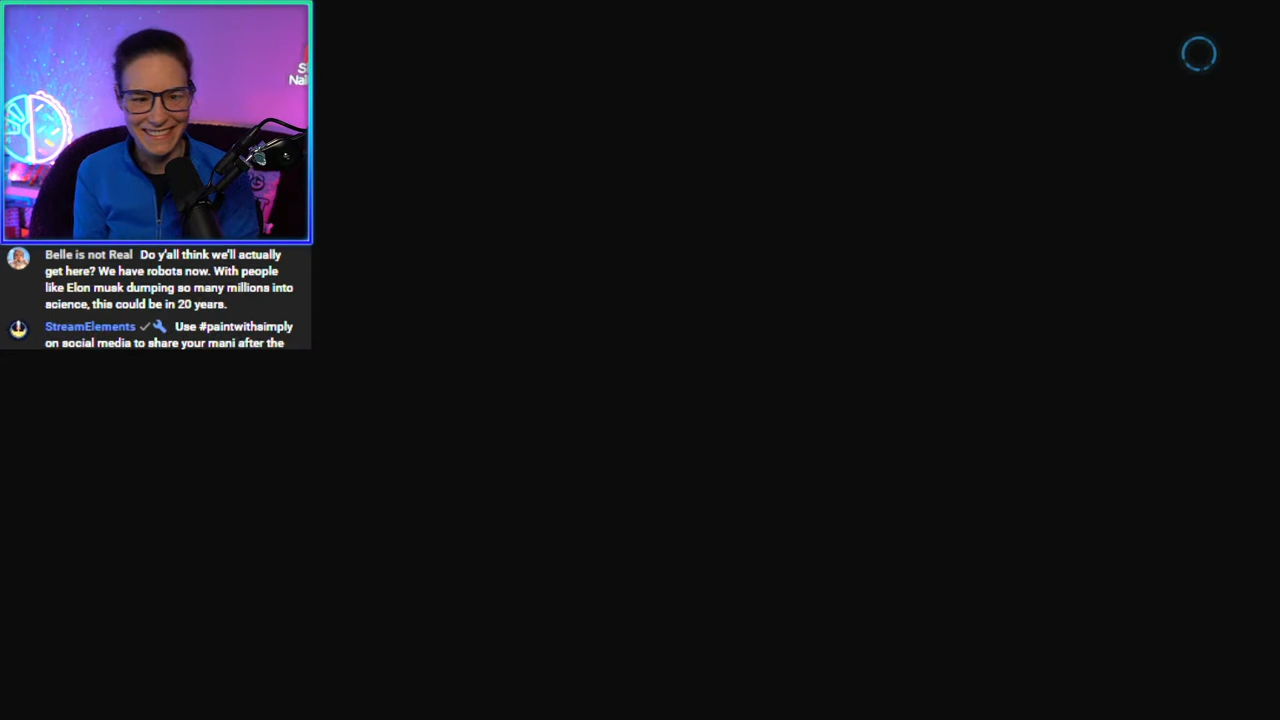 S
Nai
Belle is not Real Do y'all think we'll actually
get here? We have robots now. With people
like Elon musk dumping so many millions into
science, this could be in 20 years.
StreamElements Use #paintwithsimply
on social media to share your mani after the